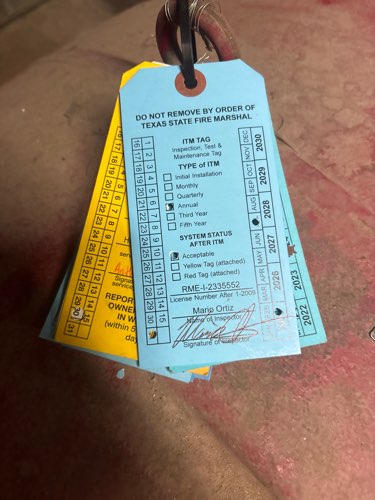 DO NOT REMOVE BY ORDER OF
TEXAS STATE FIRE MARSHAL
ITM TAG
Inspection, Test &
Maintenance Tag
TYPE of ITM
Initial Installation
Monthly
Quarterly
Annual
Third Year
Fifth Year
SYSTEM STATUS
AFTER ITM
Acceptable
Yellow Tag (attached)
Red Tag (attached)
RME-I-2335552
License Number After 1-2009
Mario Ortiz
Name of Inspector
Signature of Inspector
1 2 3 4 5 6 7 8 9 10 11 12 13 14 15
16 17 18 19 20 21 22 23 24 25 26 27 28 29 30 31
JAN FEB MAR APR MAY JUN AUG SEP OCT NOV DEC
2026 2027 2028 2029 2030
2022 2023
REPOR
OWNE
IN W
(within 5
day